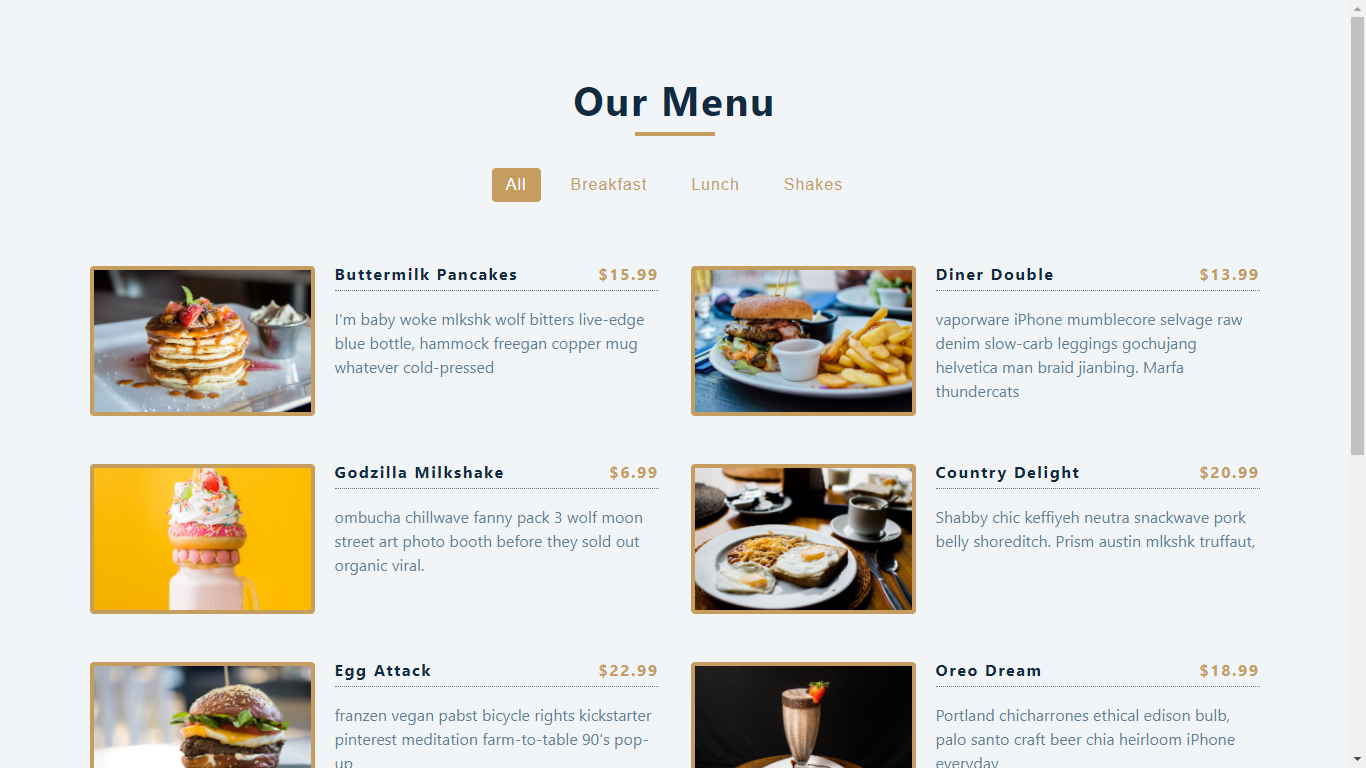 Our Menu
All Breakfast Lunch Shakes
Buttermilk Pancakes $15.99
I'm baby woke mlkshk wolf bitters live-edge
blue bottle, hammock freegan copper mug
whatever cold-pressed
Diner Double $13.99
vaporware iPhone mumblecore selvage raw
denim slow-carb leggings gochujang
helvetica man braid jianbing. Marfa
thundercats
Godzilla Milkshake $6.99
ombucha chillwave fanny pack 3 wolf moon
street art photo booth before they sold out
organic viral.
Country Delight $20.99
Shabby chic keffiyeh neutra snackwave pork
belly shoreditch. Prism austin mlkshk truffaut,
Egg Attack $22.99
franzen vegan pabst bicycle rights kickstarter
pinterest meditation farm-to-table 90's pop-
up
Oreo Dream $18.99
Portland chicharrones ethical edison bulb,
palo santo craft beer chia heirloom iPhone
everyday